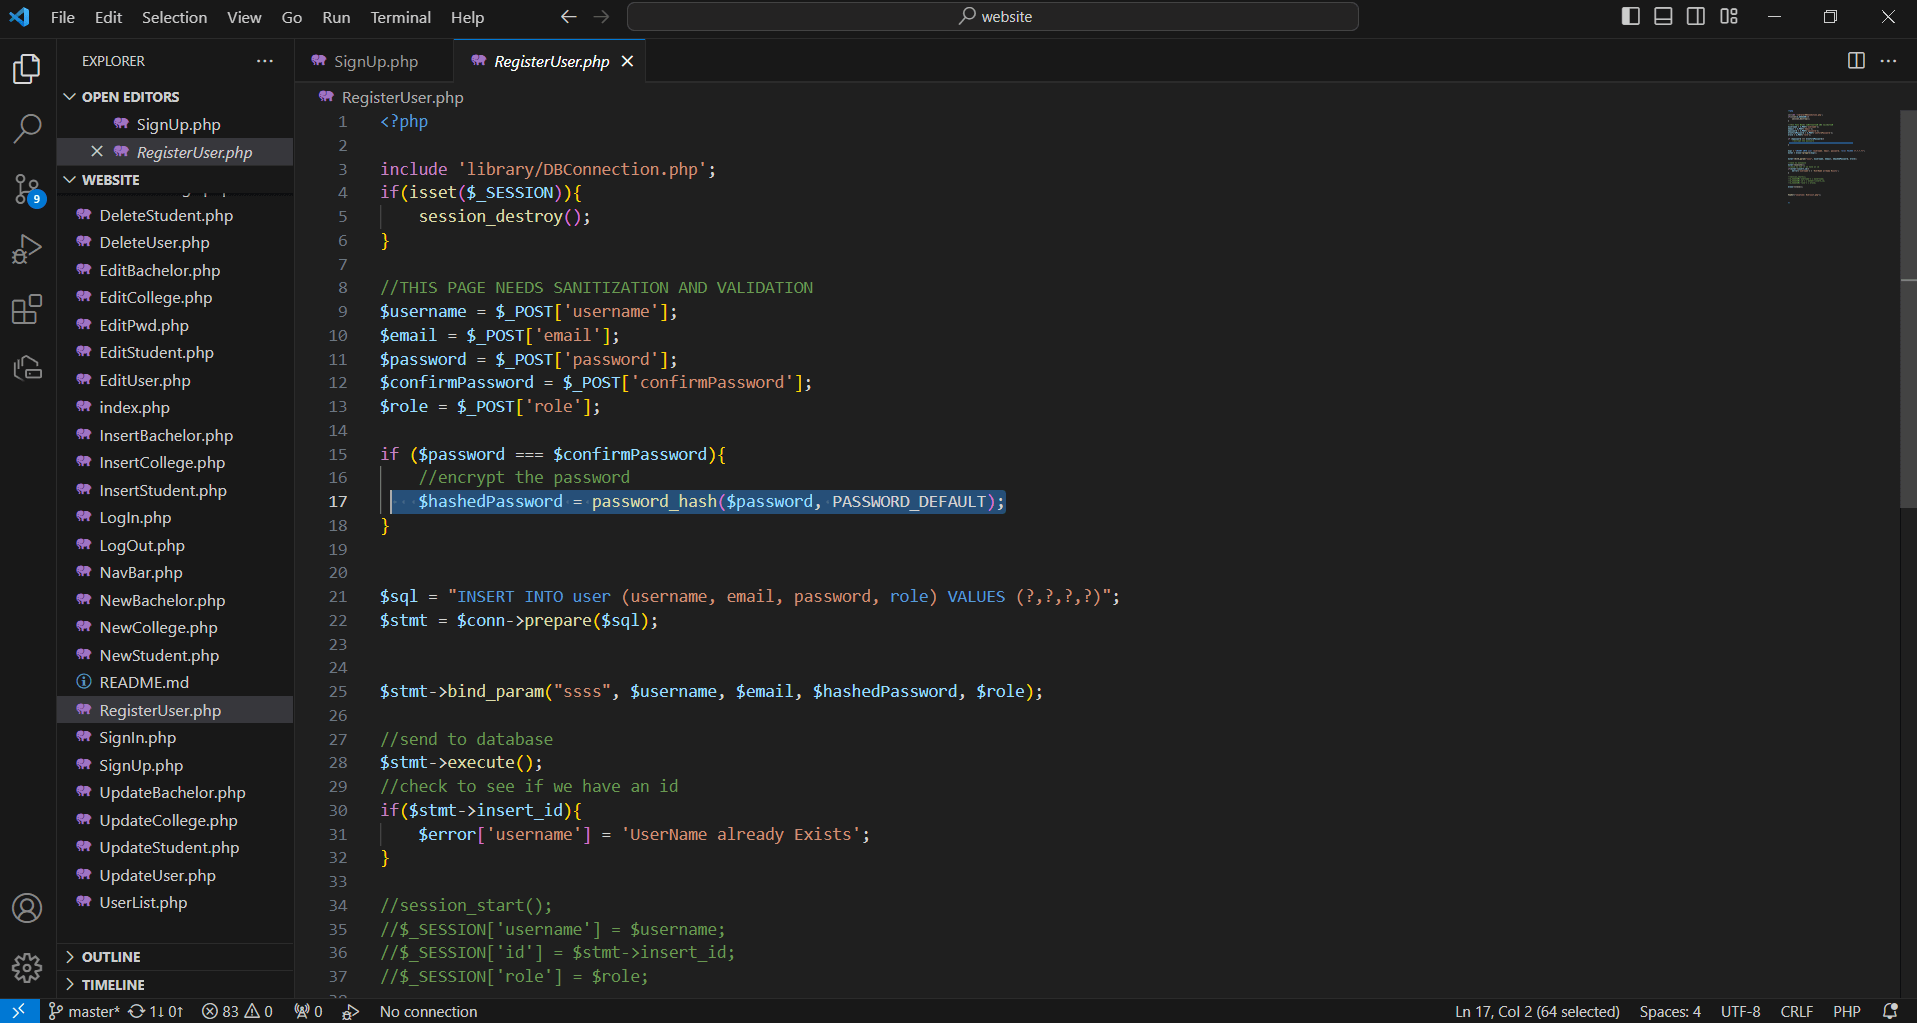 File Edit Selection View Go Run Terminal Help
website
EXPLORER
OPEN EDITORS
SignUp.php
RegisterUser.php
WEBSITE
DeleteStudent.php
DeleteUser.php
EditBachelor.php
EditCollege.php
EditPwd.php
EditStudent.php
EditUser.php
index.php
InsertBachelor.php
InsertCollege.php
InsertStudent.php
LogIn.php
LogOut.php
NavBar.php
NewBachelor.php
NewCollege.php
NewStudent.php
README.md
RegisterUser.php
SignIn.php
SignUp.php
UpdateBachelor.php
UpdateCollege.php
UpdateStudent.php
UpdateUser.php
UserList.php
OUTLINE
TIMELINE
9
SignUp.php RegisterUser.php
RegisterUser.php
1 <?php
2
3 include 'library/DBConnection.php';
4 if(isset($_SESSION)){
5 session_destroy();
6 }
7
8 //THIS PAGE NEEDS SANITIZATION AND VALIDATION
9 $username = $_POST['username'];
10 $email = $_POST['email'];
11 $password = $_POST['password'];
12 $confirmPassword = $_POST['confirmPassword'];
13 $role = $_POST['role'];
14
15 if ($password === $confirmPassword){
16 //encrypt the password
17 $hashedPassword = password_hash($password, PASSWORD_DEFAULT);
18 }
19
20
21 $sql = "INSERT INTO user (username, email, password, role) VALUES (?,?,?,?)";
22 $stmt = $conn->prepare($sql);
23
24
25 $stmt->bind_param("ssss", $username, $email, $hashedPassword, $role);
26
27 //send to database
28 $stmt->execute();
29 //check to see if we have an id
30 if($stmt->insert_id){
31 $error['username'] = 'UserName already Exists';
32 }
33
34 //session_start();
35 //$_SESSION['username'] = $username;
36 //$_SESSION['id'] = $stmt->insert_id;
37 //$_SESSION['role'] = $role;
master* 1↓ 0↑ 83 0 0 No connection Ln 17, Col 2 (64 selected) Spaces: 4 UTF-8 CRLF PHP